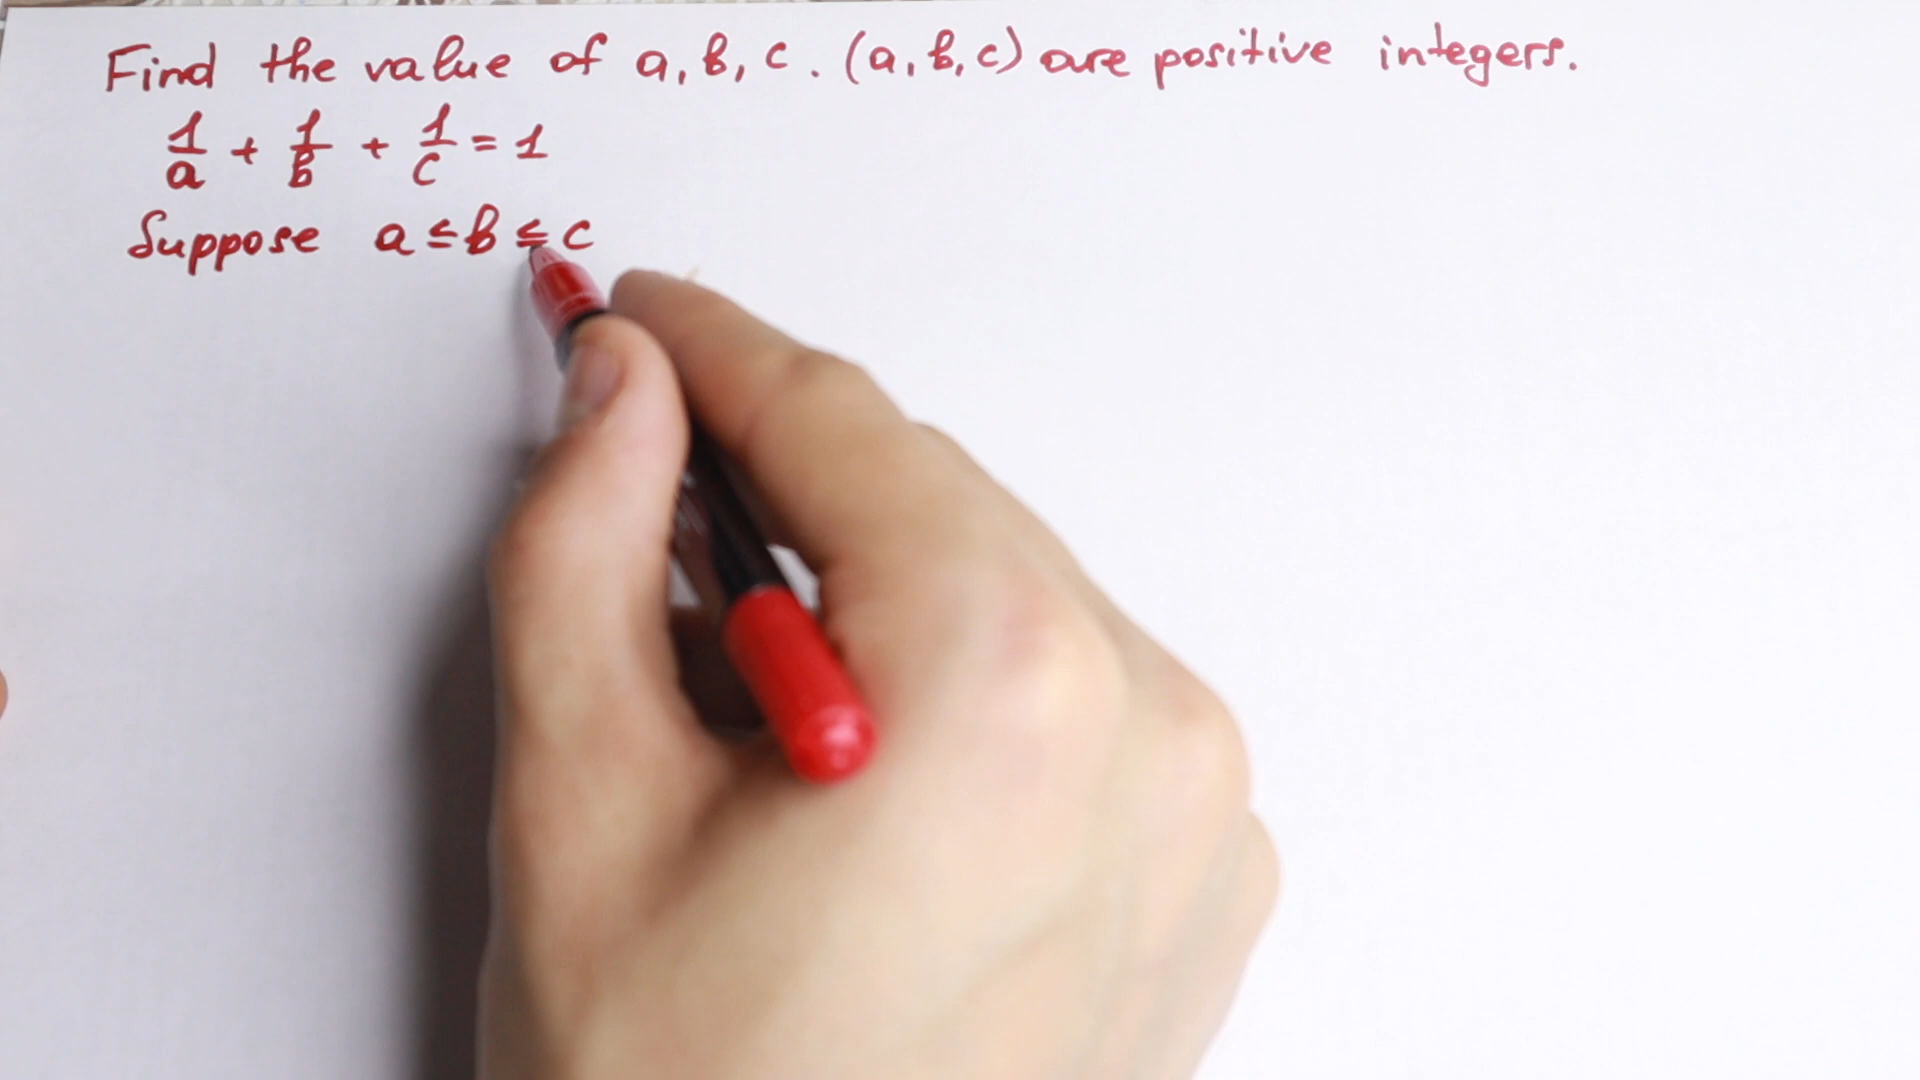 Find the value of a, b, c. (a, b, c) are positive integers.
1/a + 1/b + 1/c = 1
Suppose a ≤ b ≤ c